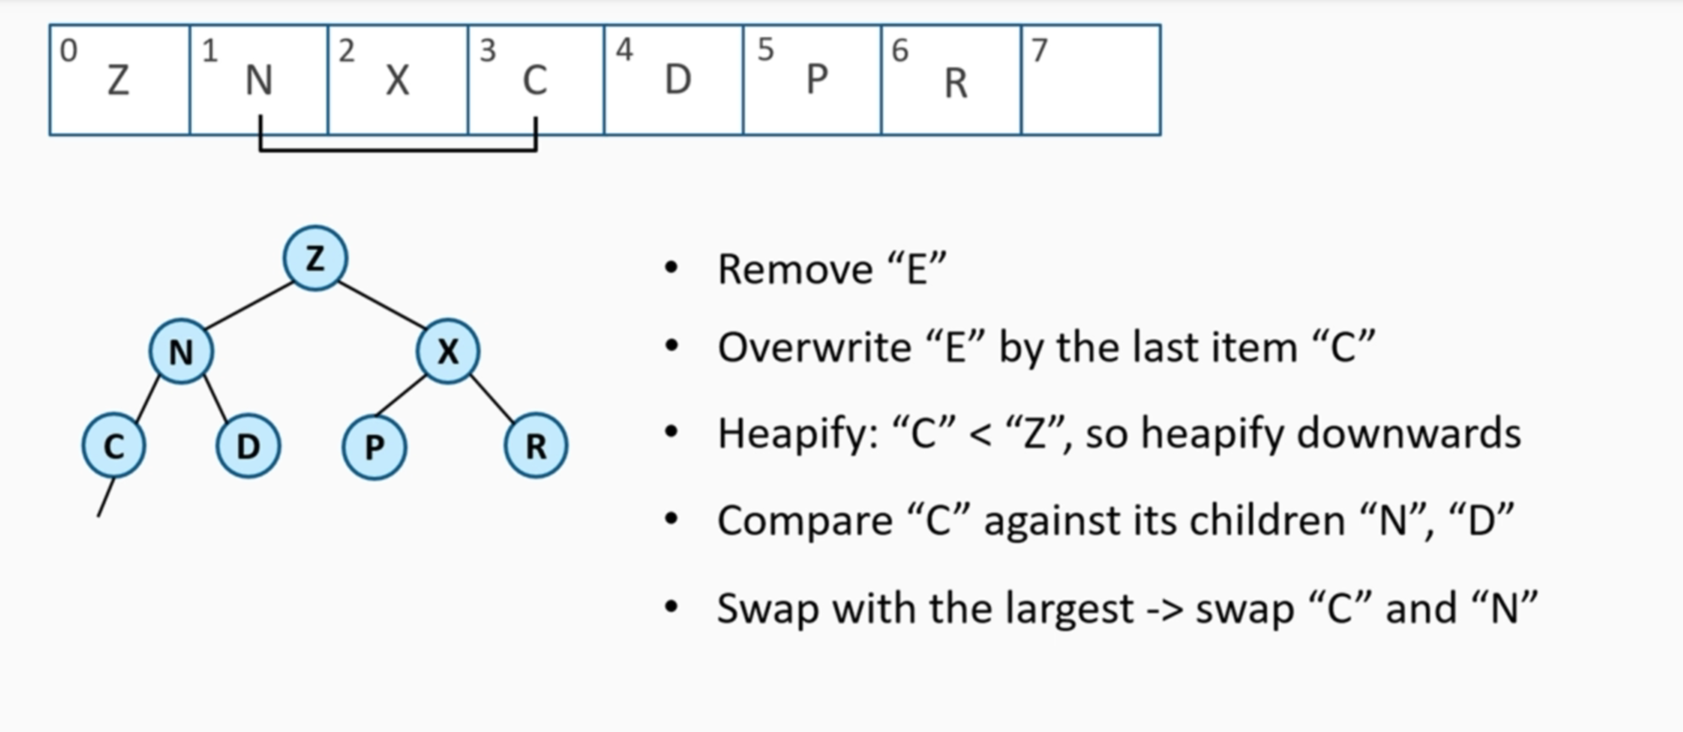 0 Z 1 N 2 X 3 C 4 D 5 P 6 R 7
Z
N X
C D P R
• Remove “E”
• Overwrite “E” by the last item “C”
• Heapify: “C” < “Z”, so heapify downwards
• Compare “C” against its children “N”, “D”
• Swap with the largest -> swap “C” and “N”